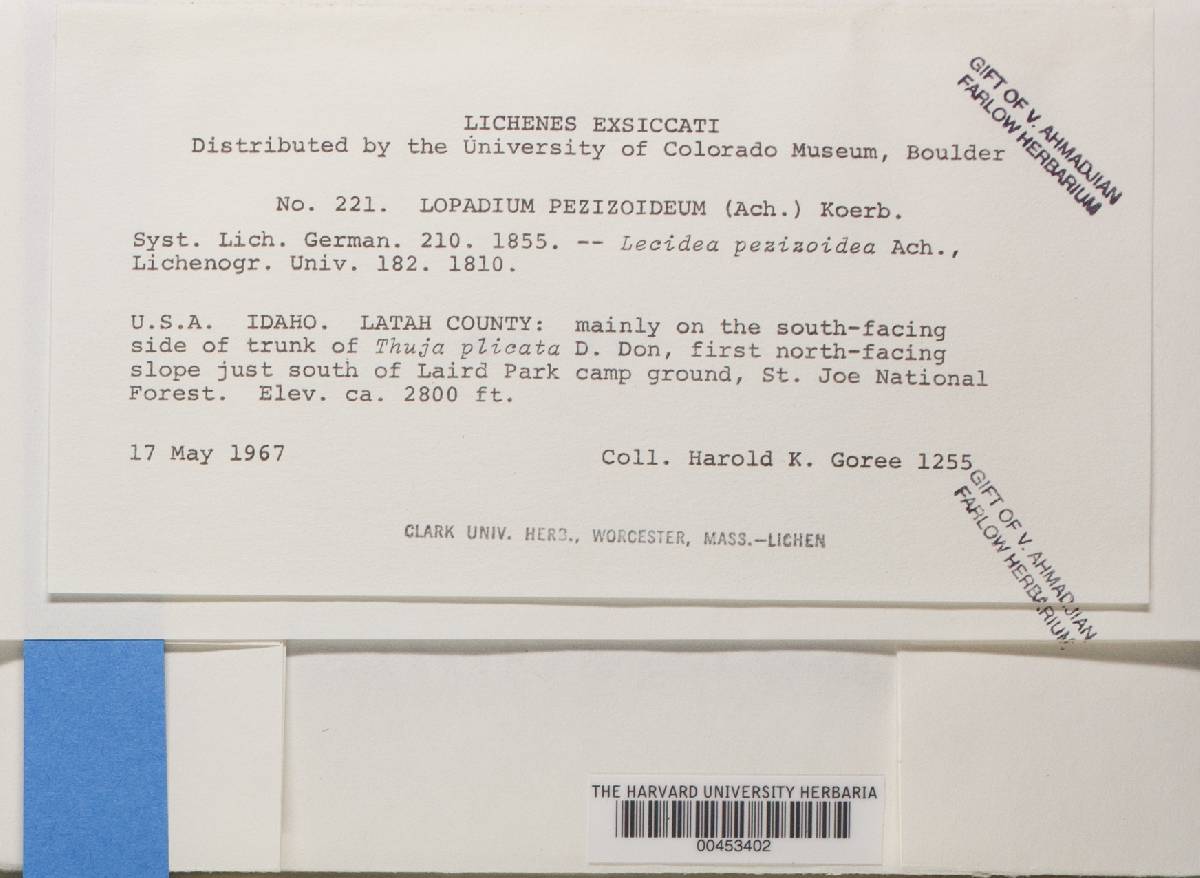 LICHENES EXSICCATI
Distributed by the University of Colorado Museum, Boulder
No. 221. LOPADIUM PEZIZOIDEUM (Ach.) Koerb.
Syst. Lich. German. 210. 1855. -- Lecidea pezizoidea Ach.,
Lichenogr. Univ. 182. 1810.
U.S.A. IDAHO. LATAH COUNTY: mainly on the south-facing
side of trunk of Thuja plicata D. Don, first north-facing
slope just south of Laird Park camp ground, St. Joe National
Forest. Elev. ca. 2800 ft.
17 May 1967 Coll. Harold K. Goree 1255
CLARK UNIV. HERB., WORCESTER, MASS.—LICHEN
GIFT OF V. AHMADJIAN
FARLOW HERBARIUM
GIFT OF V. AHMADJIAN
FARLOW HERBARIUM
THE HARVARD UNIVERSITY HERBARIA
00453402